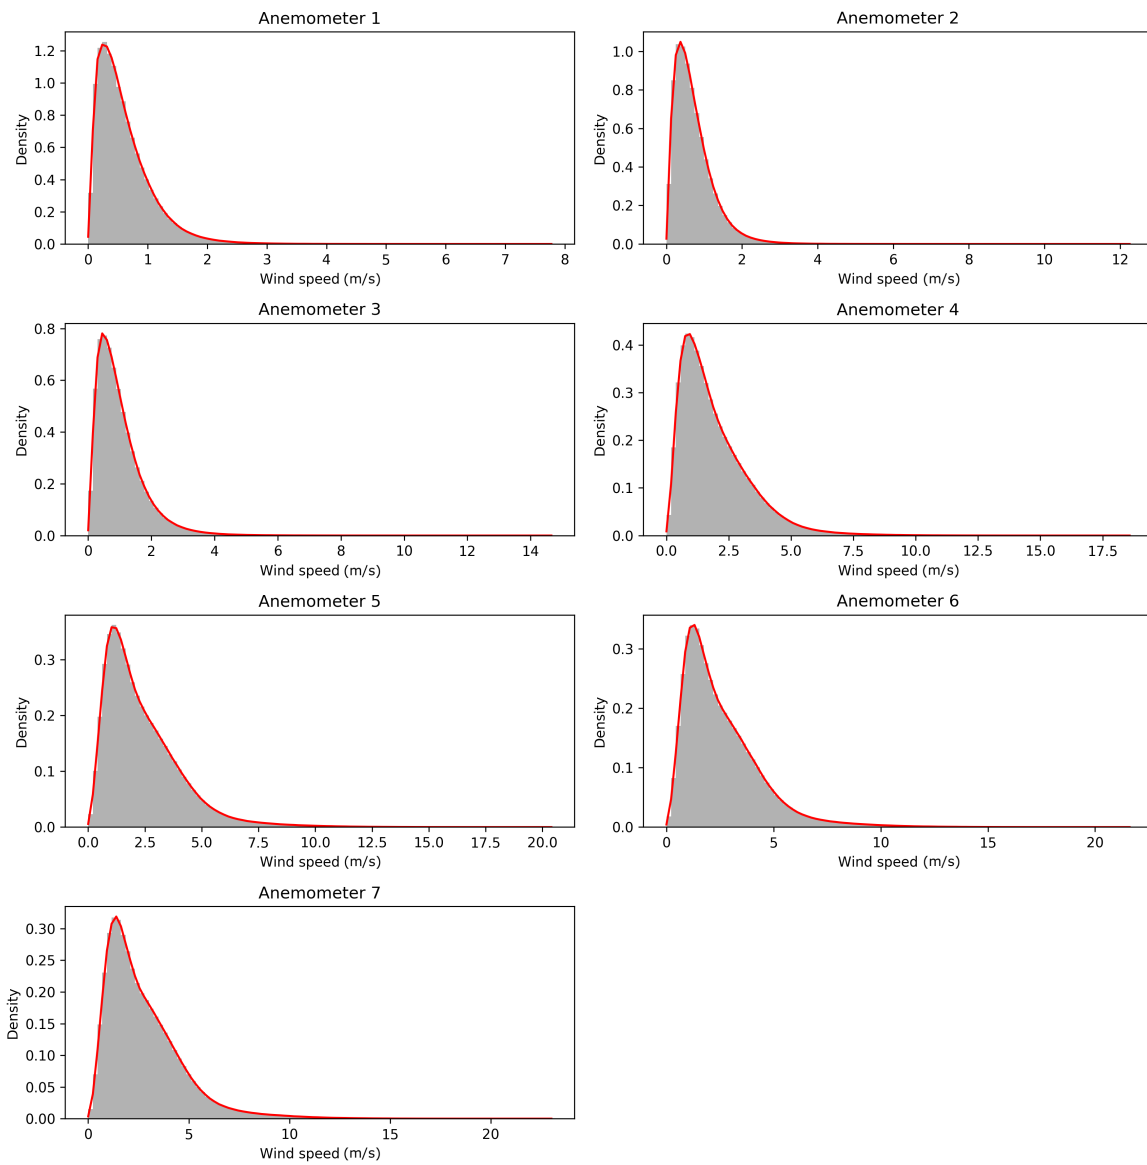 Anemometer 1
1.2
1.0
0.8
0.6
0.4
0.2
0.0
Density
0 1 2 3 4 5 6 7 8
Wind speed (m/s)
Anemometer 2
1.0
0.8
0.6
0.4
0.2
0.0
Density
0 2 4 6 8 10 12
Wind speed (m/s)
Anemometer 3
0.8
0.6
0.4
0.2
0.0
Density
0 2 4 6 8 10 12 14
Wind speed (m/s)
Anemometer 4
0.4
0.3
0.2
0.1
0.0
Density
0.0 2.5 5.0 7.5 10.0 12.5 15.0 17.5
Wind speed (m/s)
Anemometer 5
0.3
0.2
0.1
0.0
Density
0.0 2.5 5.0 7.5 10.0 12.5 15.0 17.5 20.0
Wind speed (m/s)
Anemometer 6
0.3
0.2
0.1
0.0
Density
0 5 10 15 20
Wind speed (m/s)
Anemometer 7
0.30
0.25
0.20
0.15
0.10
0.05
0.00
Density
0 5 10 15 20
Wind speed (m/s)